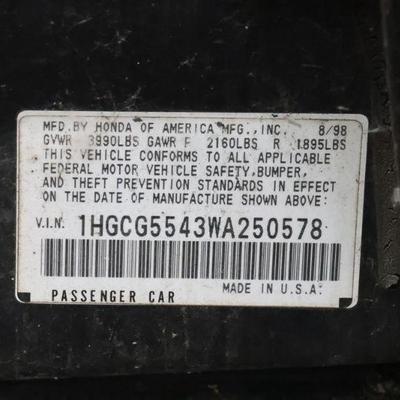 MFD.BY HONDA OF AMERICA MFG.,INC. 8/98
GVWR 3990LBS GAWR F 2160LBS R 1895LBS
THIS VEHICLE CONFORMS TO ALL APPLICABLE
FEDERAL MOTOR VEHICLE SAFETY,BUMPER,
AND THEFT PREVENTION STANDARDS IN EFFECT
ON THE DATE OF MANUFACTURE SHOWN ABOVE:
V.I.N. 1HGCG5543WA250578
PASSENGER CAR MADE IN U.S.A.